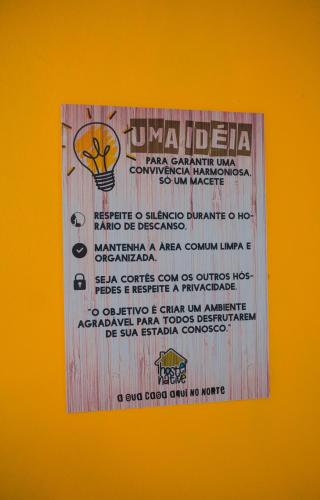 UMA IDÉIA
PARA GARANTIR UMA
CONVIVÊNCIA HARMONIOSA,
SÓ UM MACETE
RESPEITE O SILÊNCIO DURANTE O HO-
RÁRIO DE DESCANSO,
MANTENHA A ÁREA COMUM LIMPA E
ORGANIZADA.
SEJA CORTÊS COM OS OUTROS HÓS-
PEDES E RESPEITE A PRIVACIDADE.
"O OBJETIVO É CRIAR UM AMBIENTE
AGRADÁVEL PARA TODOS DESFRUTAREM
DE SUA ESTADIA CONOSCO."
hostel
native
a sua casa aqui no norte